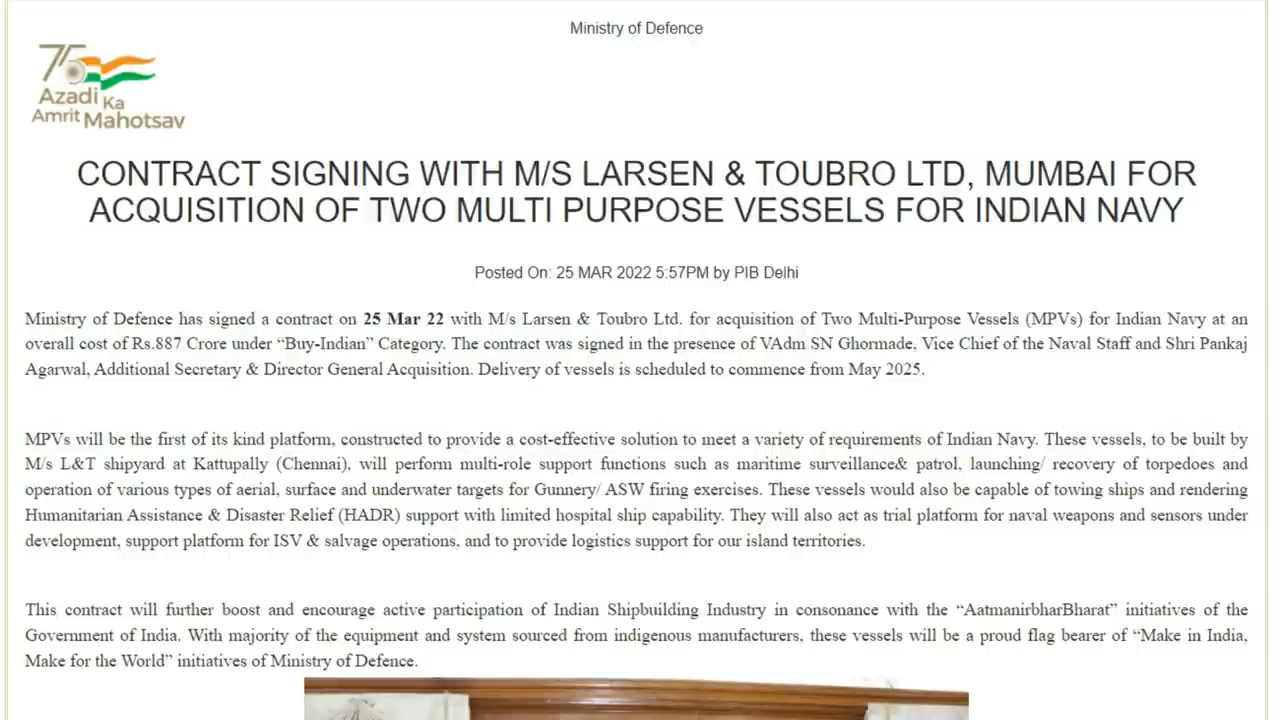 Ministry of Defence
75
Azadi Ka
Amrit Mahotsav
CONTRACT SIGNING WITH M/S LARSEN & TOUBRO LTD, MUMBAI FOR
ACQUISITION OF TWO MULTI PURPOSE VESSELS FOR INDIAN NAVY
Posted On: 25 MAR 2022 5:57PM by PIB Delhi
Ministry of Defence has signed a contract on 25 Mar 22 with M/s Larsen & Toubro Ltd. for acquisition of Two Multi-Purpose Vessels (MPVs) for Indian Navy at an
overall cost of Rs.887 Crore under “Buy-Indian” Category. The contract was signed in the presence of VAdm SN Ghormade, Vice Chief of the Naval Staff and Shri Pankaj
Agarwal, Additional Secretary & Director General Acquisition. Delivery of vessels is scheduled to commence from May 2025.
MPVs will be the first of its kind platform, constructed to provide a cost-effective solution to meet a variety of requirements of Indian Navy. These vessels, to be built by
M/s L&T shipyard at Kattupally (Chennai), will perform multi-role support functions such as maritime surveillance& patrol, launching/ recovery of torpedoes and
operation of various types of aerial, surface and underwater targets for Gunnery/ ASW firing exercises. These vessels would also be capable of towing ships and rendering
Humanitarian Assistance & Disaster Relief (HADR) support with limited hospital ship capability. They will also act as trial platform for naval weapons and sensors under
development, support platform for ISV & salvage operations, and to provide logistics support for our island territories.
This contract will further boost and encourage active participation of Indian Shipbuilding Industry in consonance with the “AatmanirbharBharat” initiatives of the
Government of India. With majority of the equipment and system sourced from indigenous manufacturers, these vessels will be a proud flag bearer of “Make in India,
Make for the World” initiatives of Ministry of Defence.